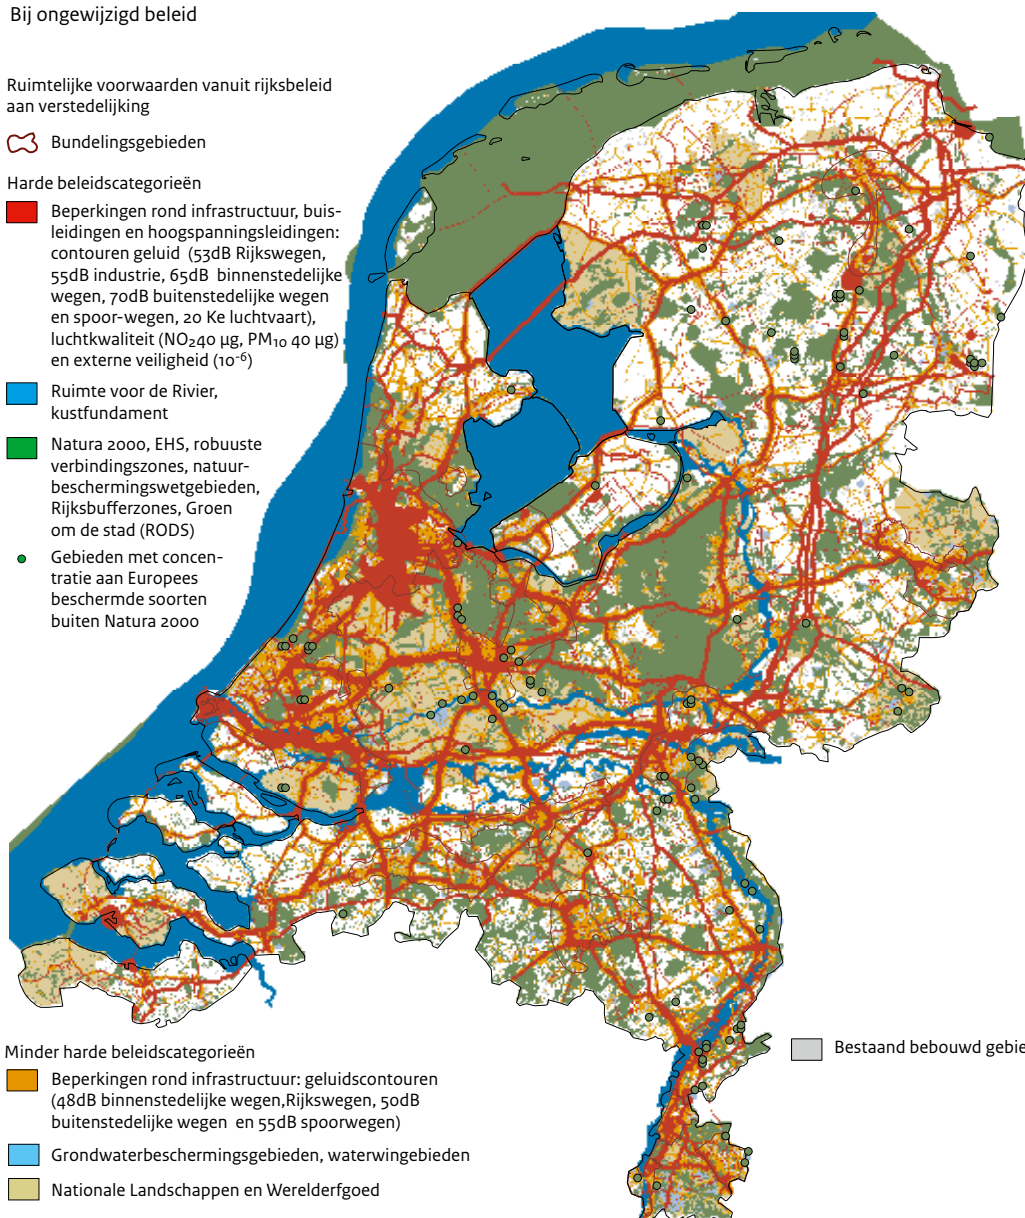 Bij ongewijzigd beleid
Ruimtelijke voorwaarden vanuit rijksbeleid
aan verstedelijking
Bundelingsgebieden
Harde beleidscategorieën
Beperkingen rond infrastructuur, buis-
leidingen en hoogspanningsleidingen:
contouren geluid (53dB Rijkswegen,
55dB industrie, 65dB binnenstedelijke
wegen, 70dB buitenstedelijke wegen
en spoor-wegen, 20 Ke luchtvaart),
luchtkwaliteit (NO240 µg, PM10 40 µg)
en externe veiligheid (10⁻⁶)
Ruimte voor de Rivier,
kustfundament
Natura 2000, EHS, robuuste
verbindingszones, natuur-
beschermingswetgebieden,
Rijksbufferzones, Groen
om de stad (RODS)
Gebieden met concen-
tratie aan Europees
beschermde soorten
buiten Natura 2000
Minder harde beleidscategorieën
Beperkingen rond infrastructuur: geluidscontouren
(48dB binnenstedelijke wegen,Rijkswegen, 50dB
buitenstedelijke wegen en 55dB spoorwegen)
Grondwaterbeschermingsgebieden, waterwingebieden
Nationale Landschappen en Werelderfgoed
Bestaand bebouwd gebie